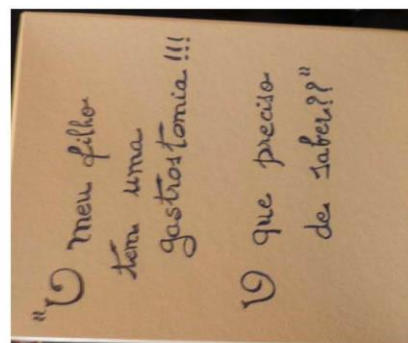 "O meu filho
tem uma
gastrostomia!!!
O que preciso
de saber??"